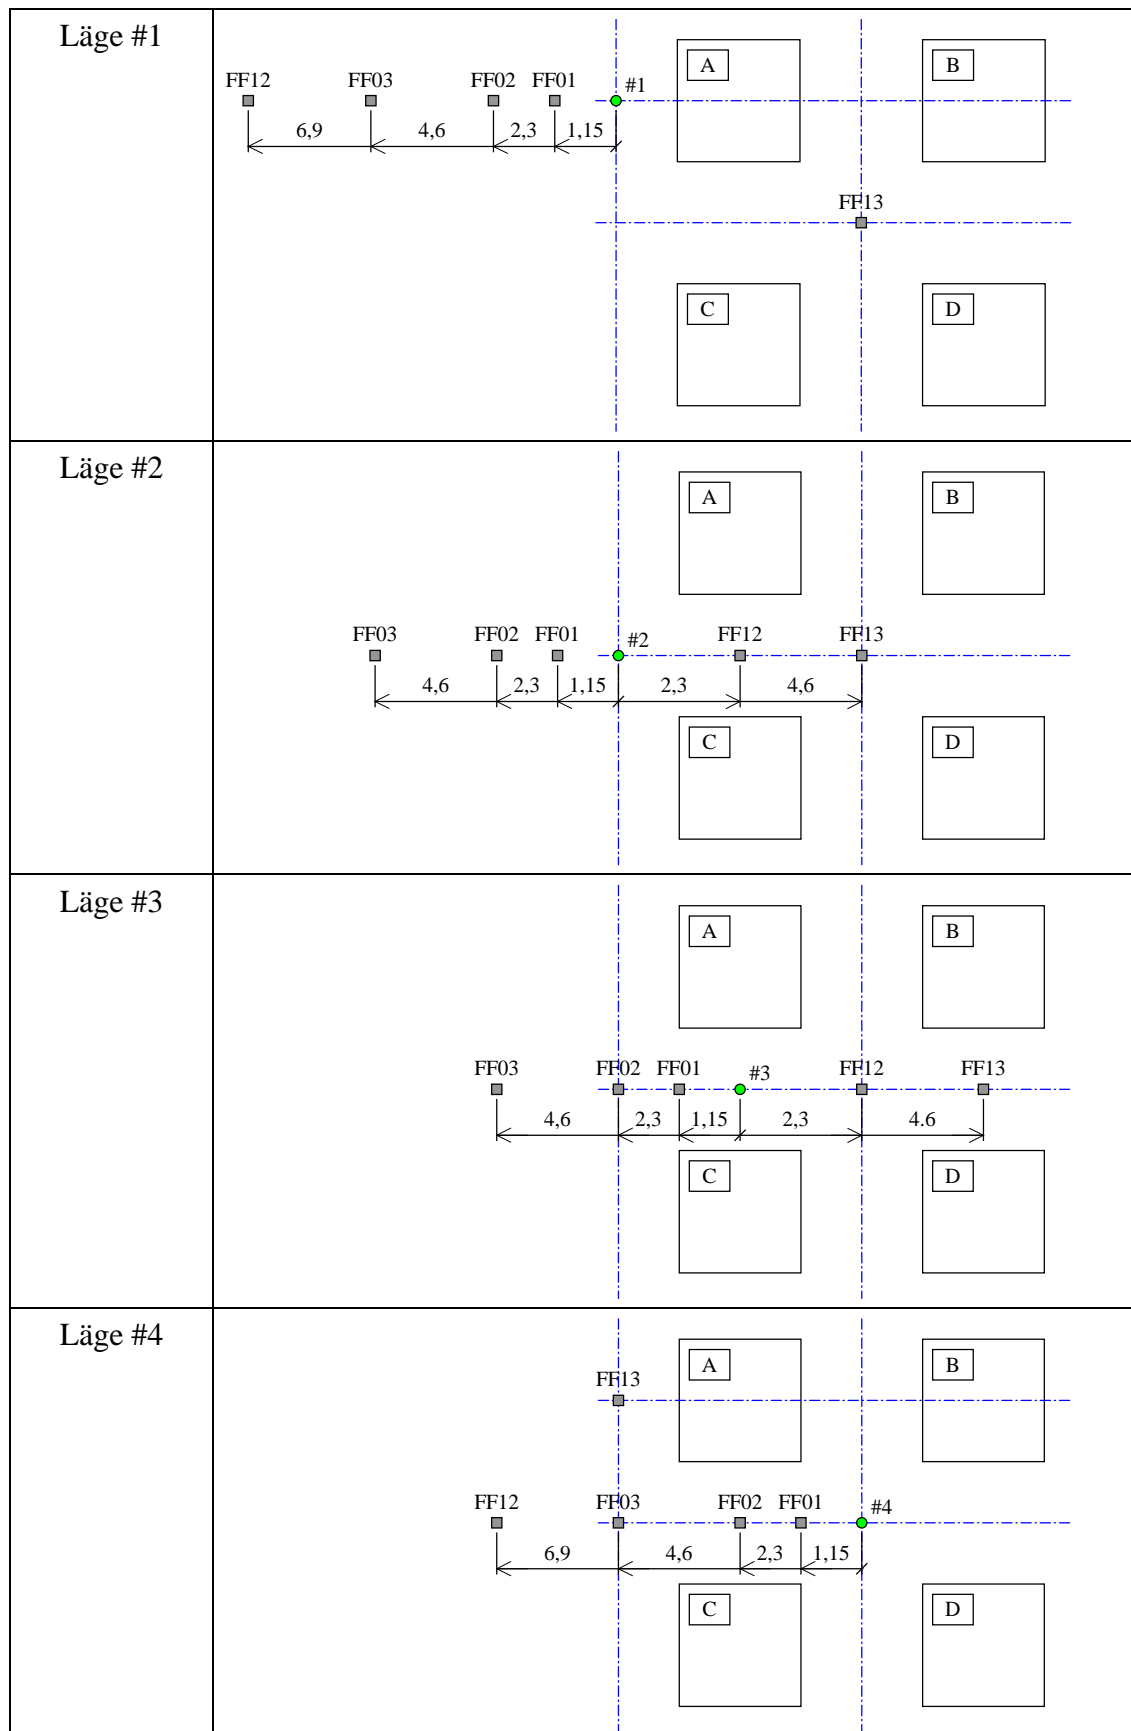 Läge #1
A
B
FF12 FF03 FF02 FF01 #1
6,9 4,6 2,3 1,15
FF13
C
D
Läge #2
A
B
FF03 FF02 FF01 #2 FF12 FF13
4,6 2,3 1,15 2,3 4,6
C
D
Läge #3
A
B
FF03 FF02 FF01 #3 FF12 FF13
4,6 2,3 1,15 2,3 4.6
C
D
Läge #4
A
B
FF13
FF12 FF03 FF02 FF01 #4
6,9 4,6 2,3 1,15
C
D